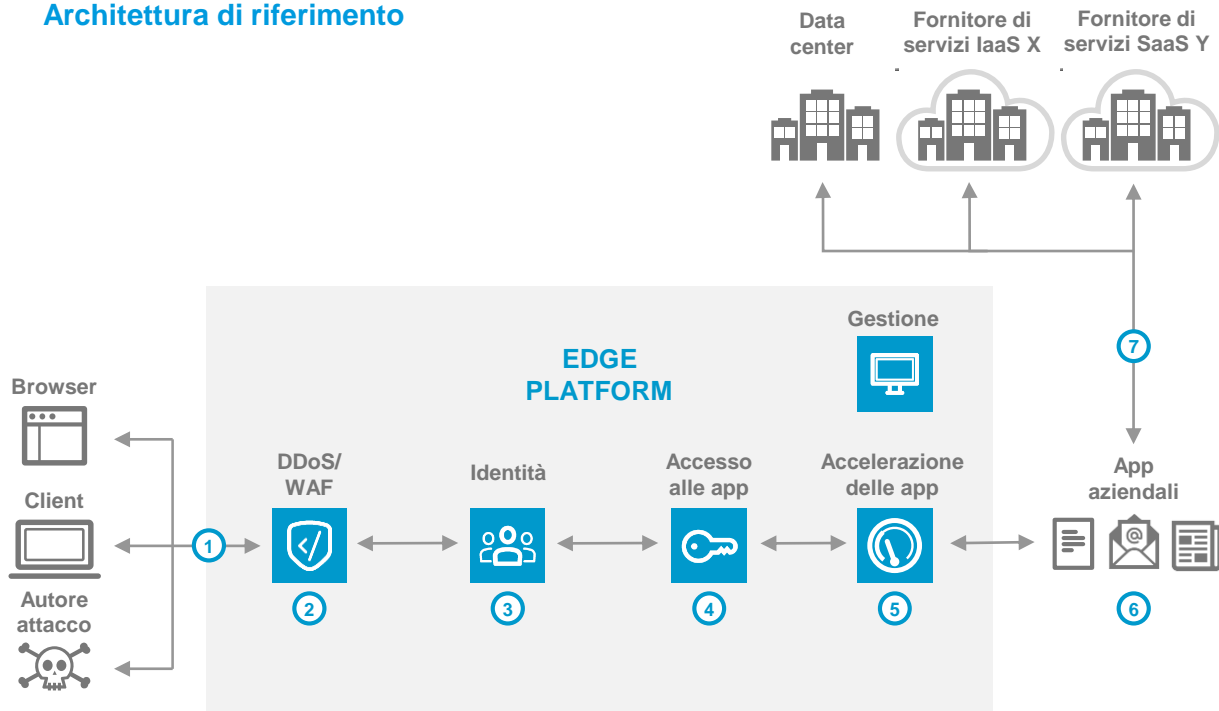 Architettura di riferimento
Data
center
Fornitore di
servizi IaaS X
Fornitore di
servizi SaaS Y
Gestione
EDGE
PLATFORM
7
Browser
Client
Autore
attacco
1
DDoS/
WAF
2
Identità
3
Accesso
alle app
4
Accelerazione
delle app
5
App
aziendali
@
6